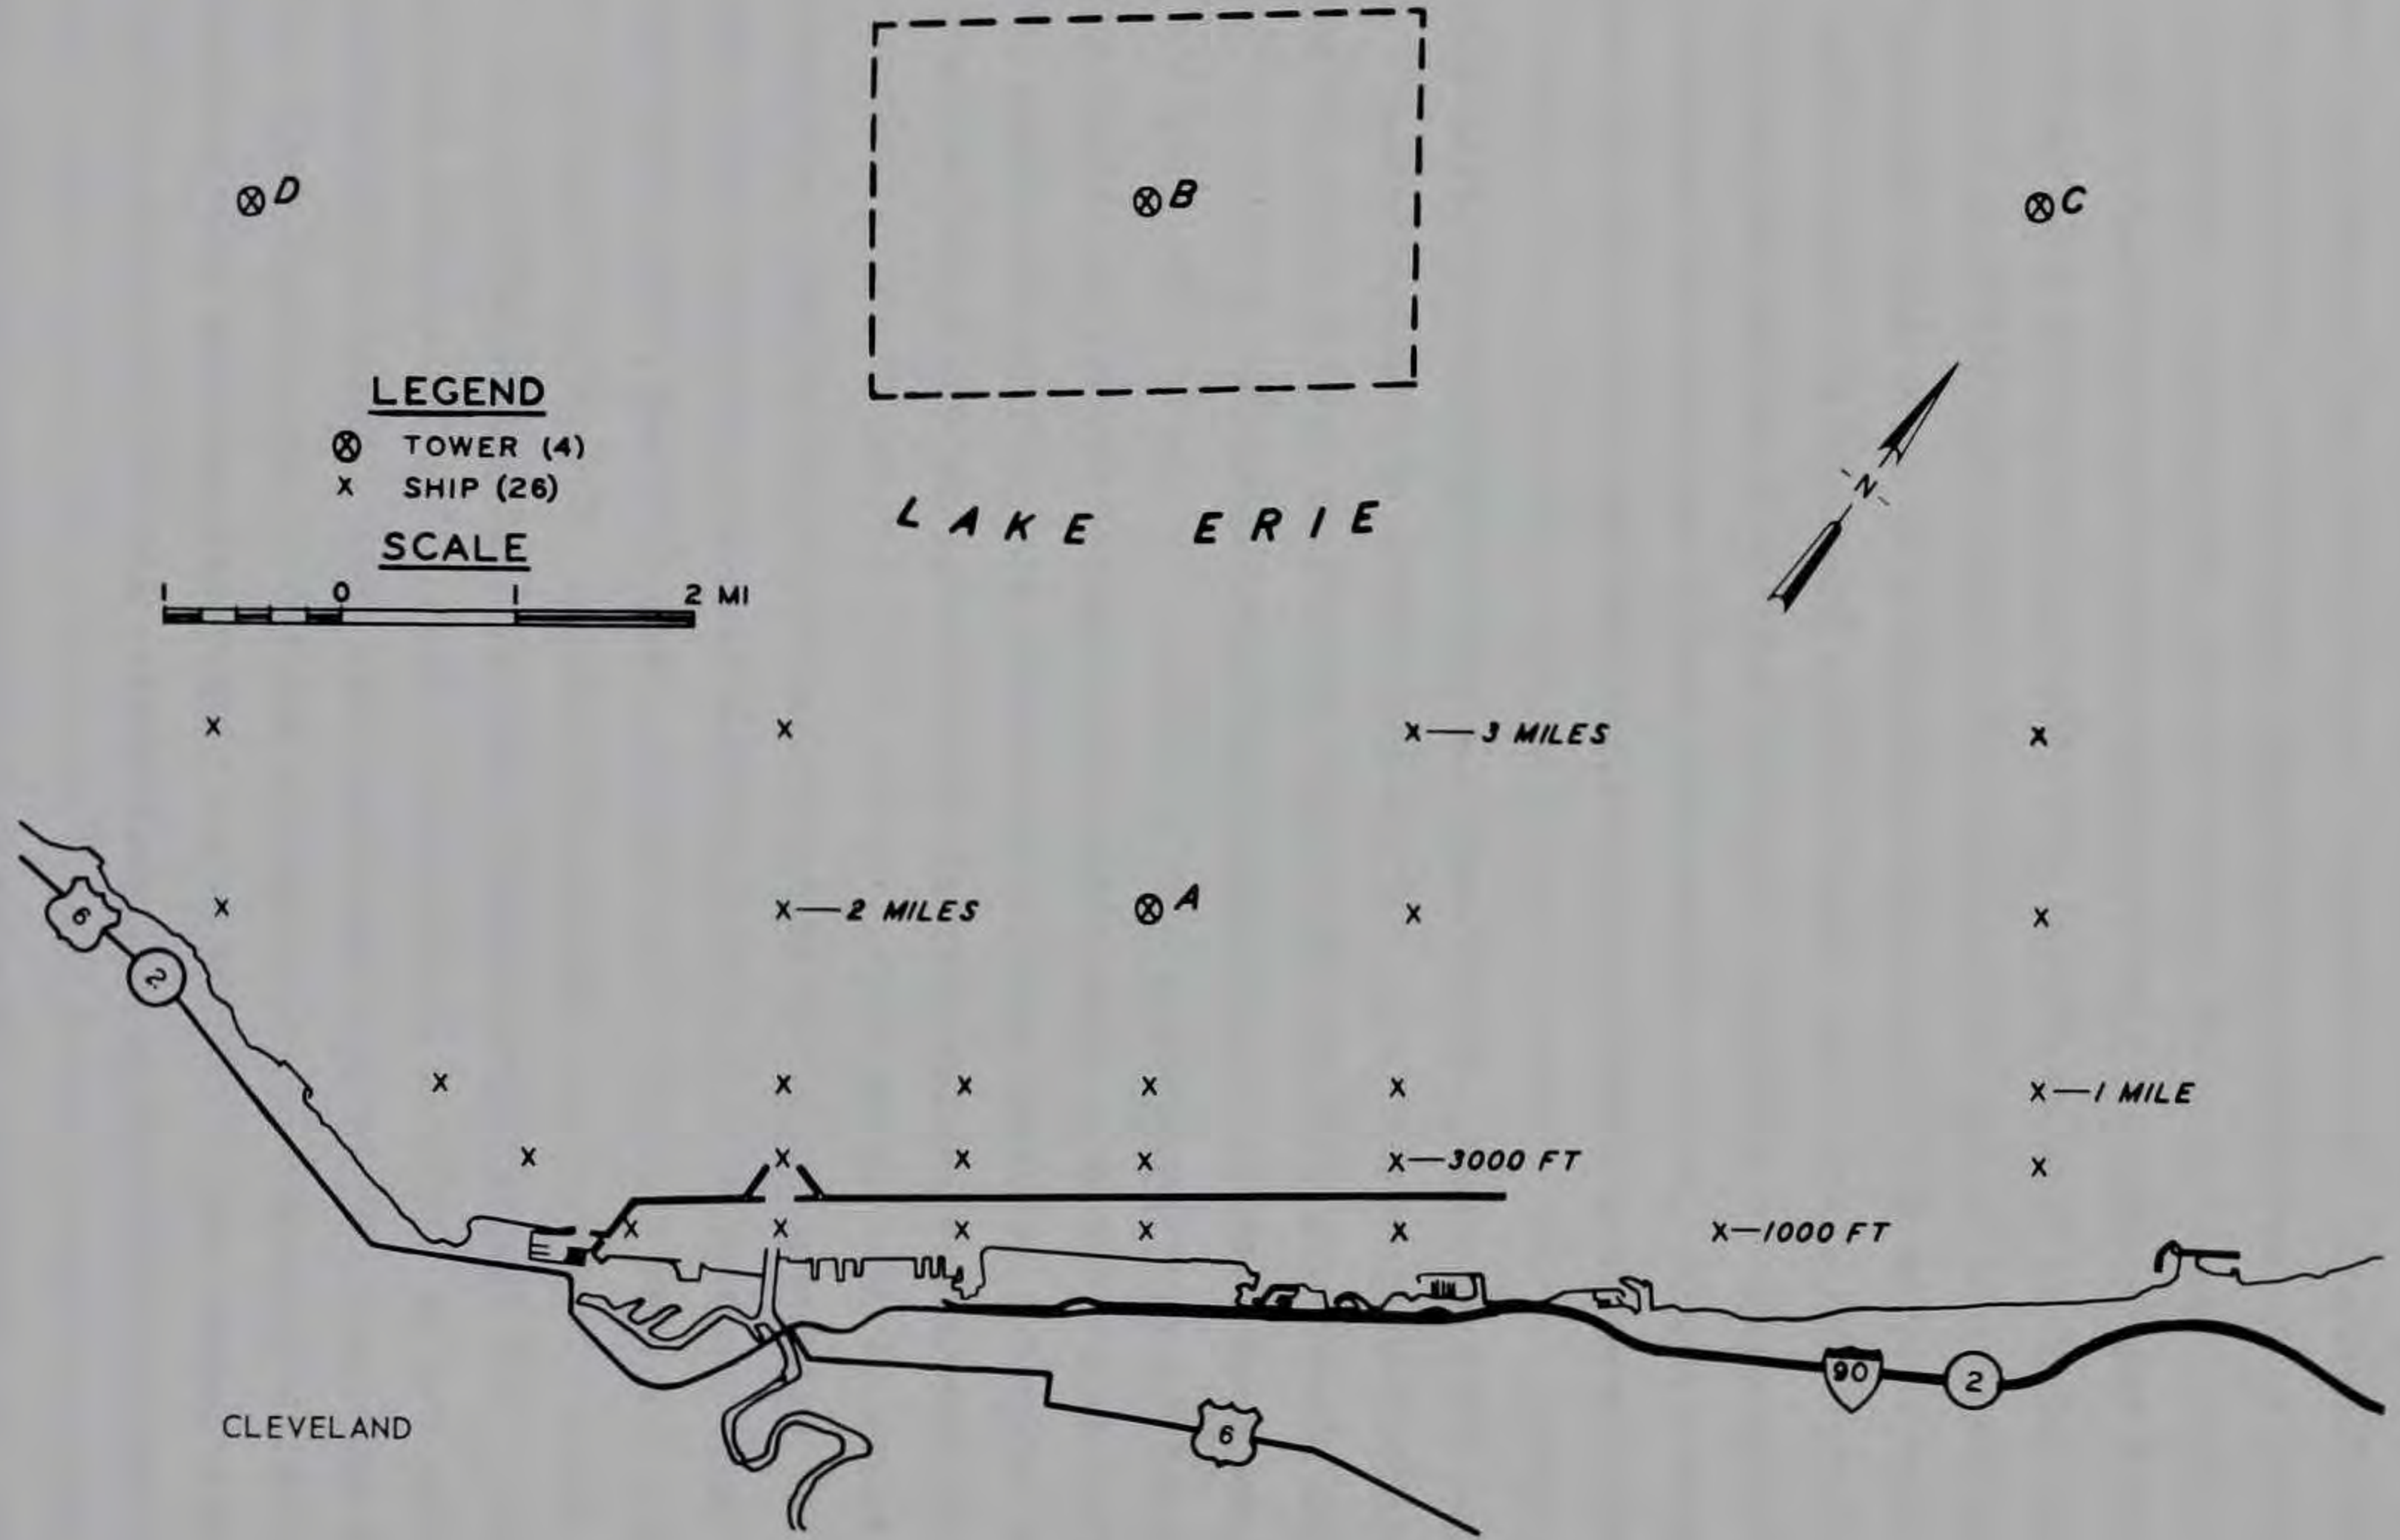 D
B
C
LEGEND
⊗ TOWER (4)
x SHIP (26)
SCALE
1 0 1 2 MI
LAKE ERIE
N
x x x—3 MILES x
x x—2 MILES A x x
6
2
x x x x x x—1 MILE
x x x x x—3000 FT x
x x x x x x—1000 FT
90
2
6
CLEVELAND